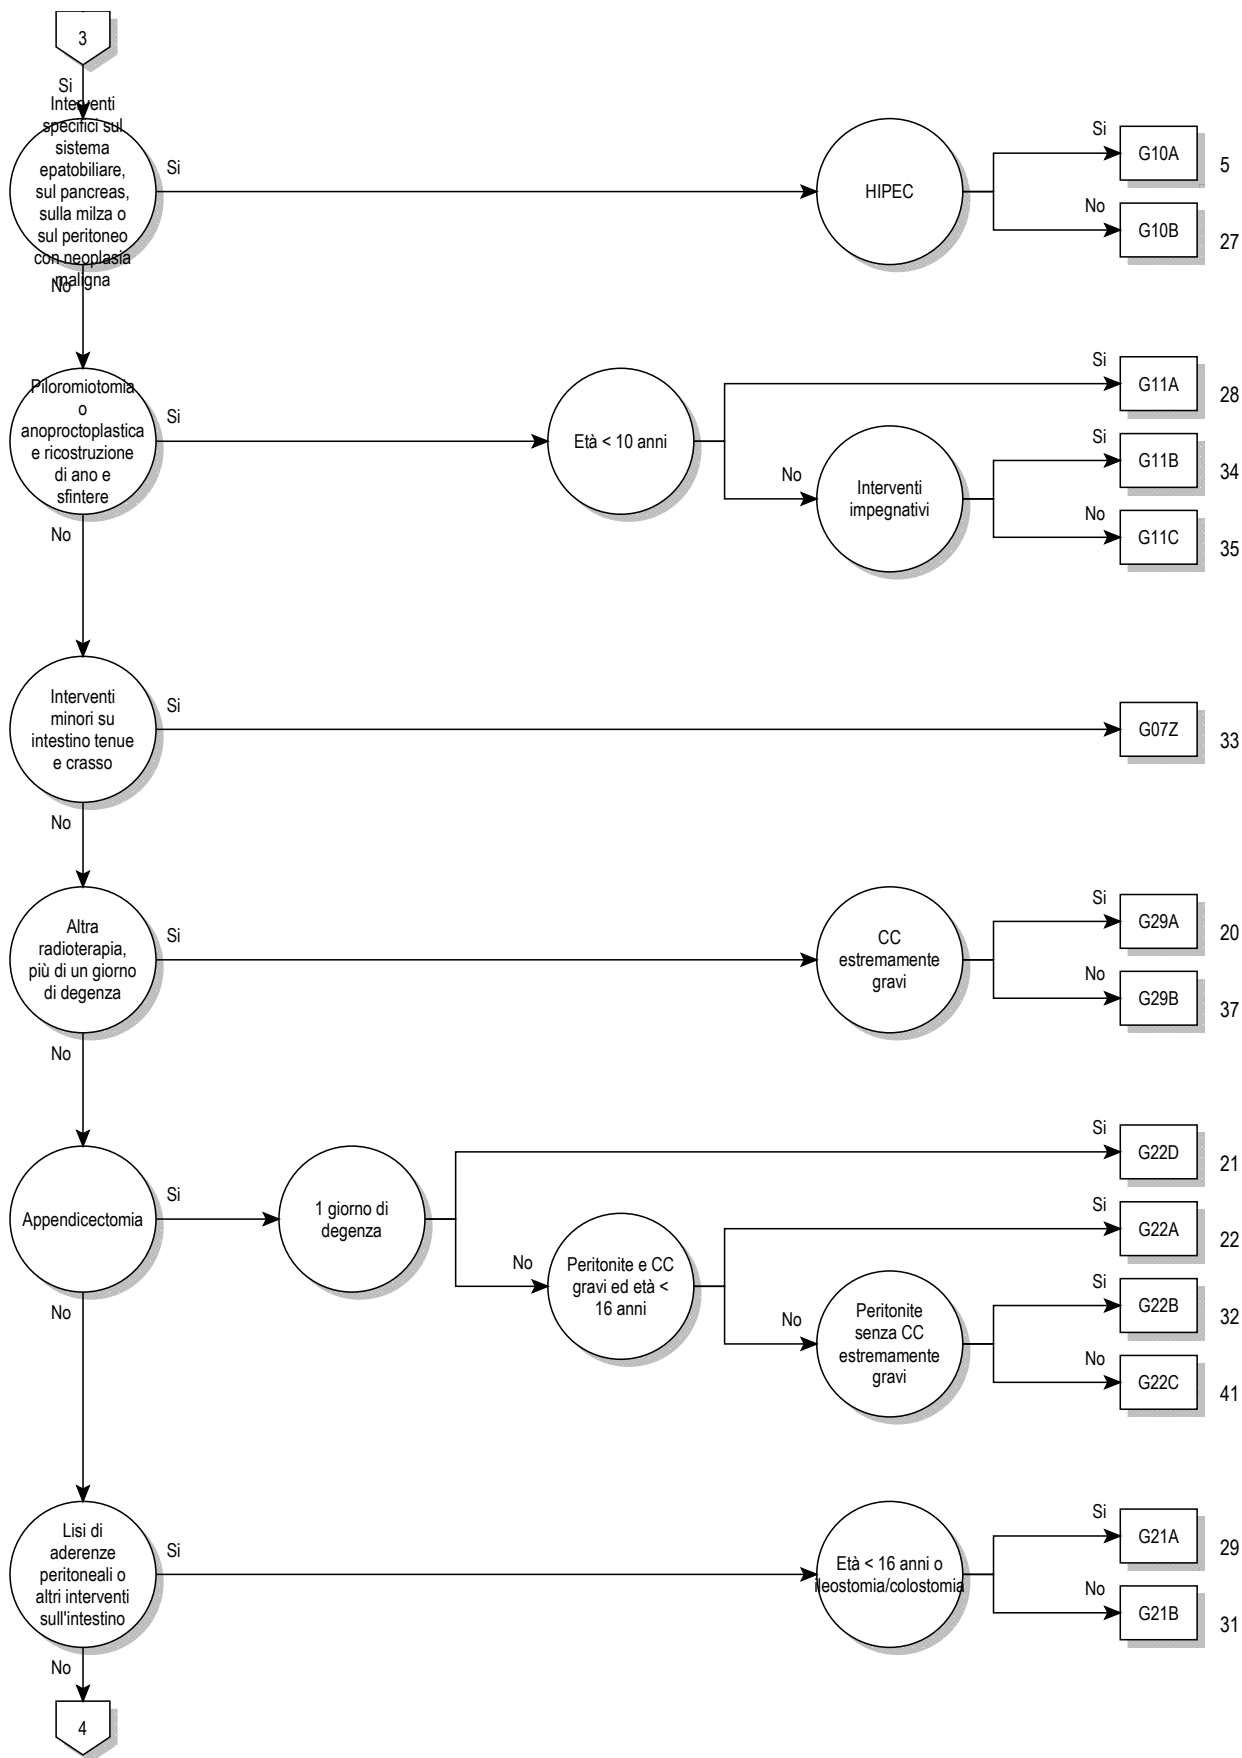 3
Si
Interventi
specifici sul
sistema
epatobiliare,
sul pancreas,
sulla milza o
sul peritoneo
con neoplasia
maligna
Si
HIPEC
Si
G10A
5
No
G10B
27
No
Piloromiotomia
o
anoproctoplastica
e ricostruzione
di ano e
sfintere
Si
Età < 10 anni
Si
G11A
28
No
Interventi
impegnativi
Si
G11B
34
No
G11C
35
No
Interventi
minori su
intestino tenue
e crasso
Si
G07Z
33
No
Altra
radioterapia,
più di un giorno
di degenza
Si
CC
estremamente
gravi
Si
G29A
20
No
G29B
37
No
Appendicectomia
Si
1 giorno di
degenza
Si
G22D
21
No
Peritonite e CC
gravi ed età <
16 anni
Si
G22A
22
No
Peritonite
senza CC
estremamente
gravi
Si
G22B
32
No
G22C
41
No
Lisi di
aderenze
peritoneali o
altri interventi
sull'intestino
Si
Età < 16 anni o
ileostomia/colostomia
Si
G21A
29
No
G21B
31
No
4